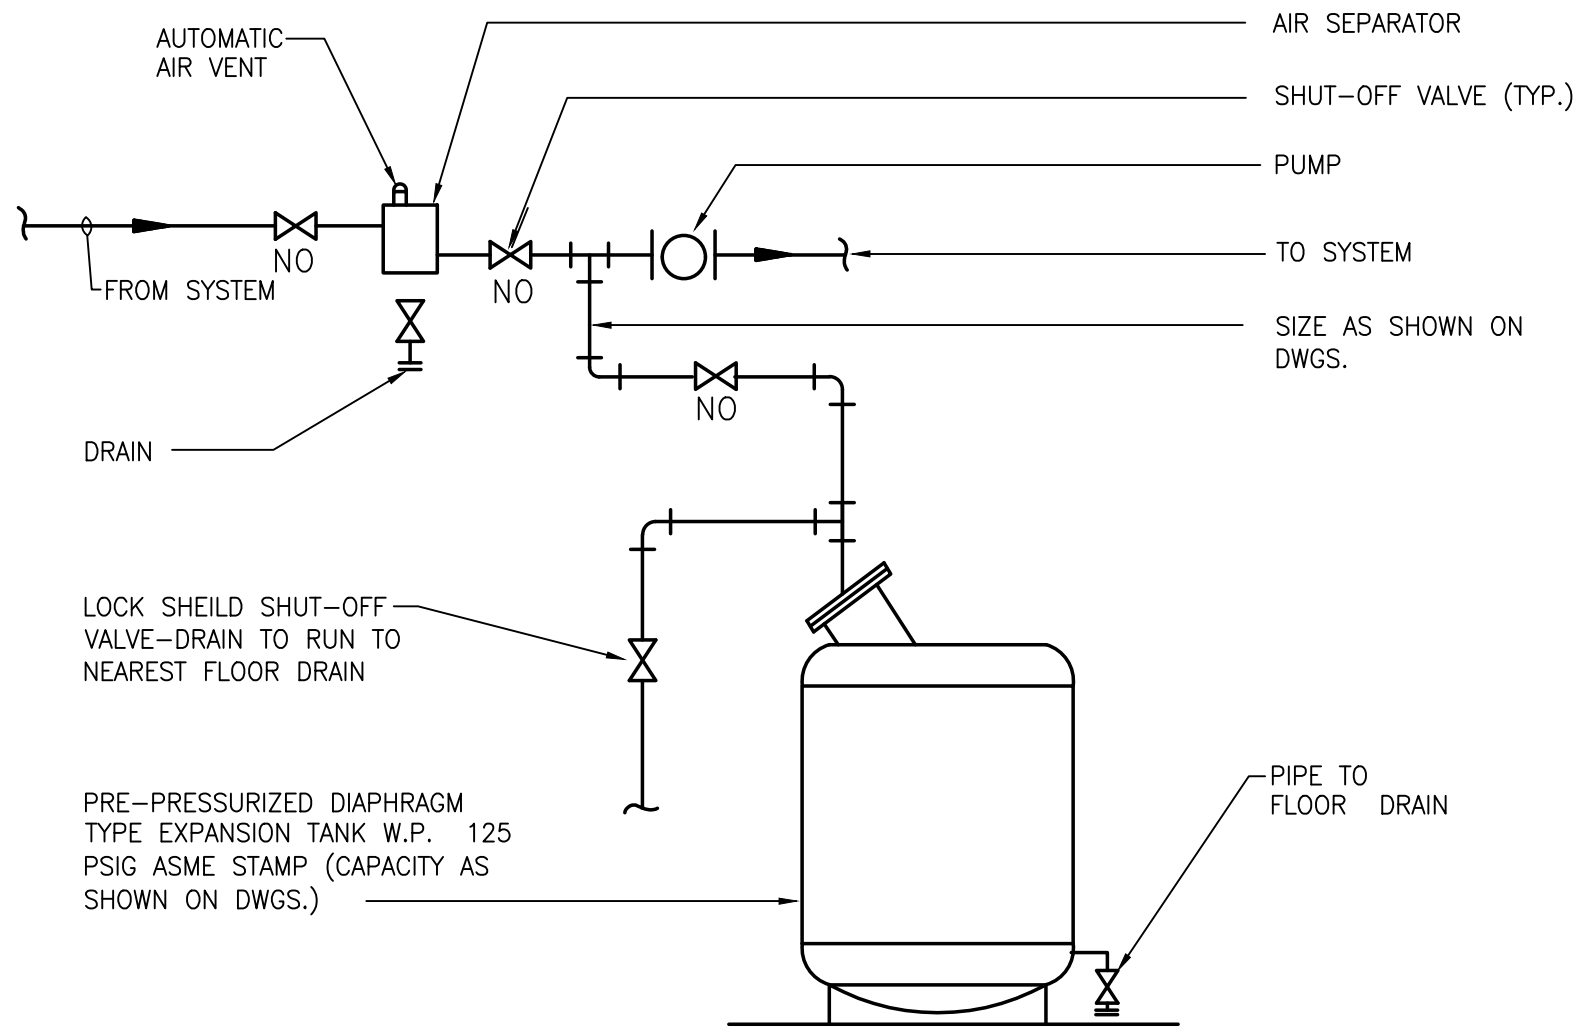 AUTOMATIC
AIR VENT
AIR SEPARATOR
SHUT-OFF VALVE (TYP.)
PUMP
NO
NO
TO SYSTEM
FROM SYSTEM
SIZE AS SHOWN ON
DWGS.
NO
DRAIN
LOCK SHEILD SHUT-OFF
VALVE-DRAIN TO RUN TO
NEAREST FLOOR DRAIN
PRE-PRESSURIZED DIAPHRAGM
TYPE EXPANSION TANK W.P. 125
PSIG ASME STAMP (CAPACITY AS
SHOWN ON DWGS.)
PIPE TO
FLOOR DRAIN